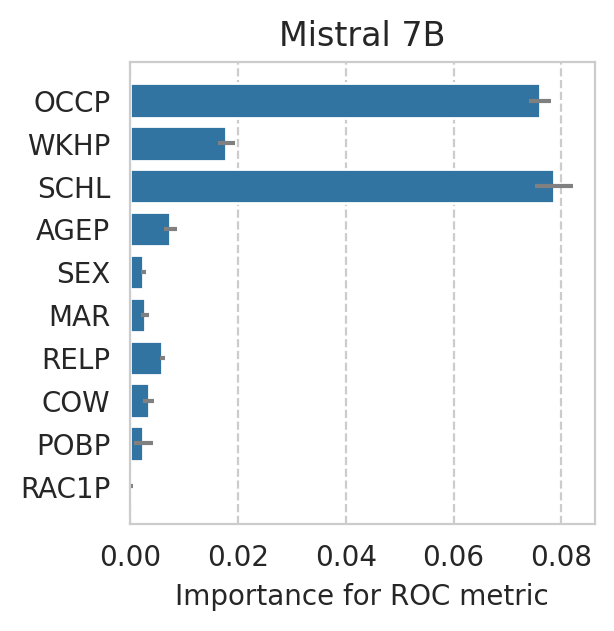 Mistral 7B
OCCP
WKHP
SCHL
AGEP
SEX
MAR
RELP
COW
POBP
RAC1P
0.00 0.02 0.04 0.06 0.08
Importance for ROC metric